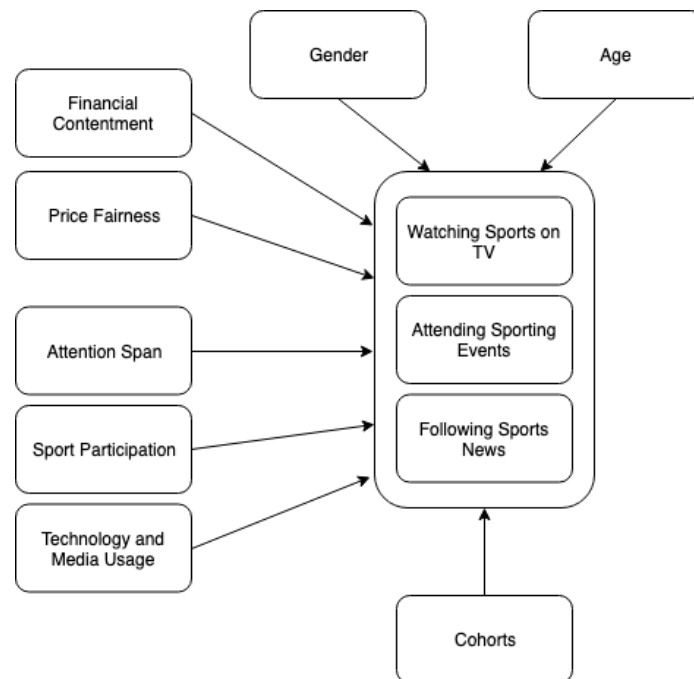 Gender
Age
Financial
Contentment
Price Fairness
Watching Sports on
TV
Attending Sporting
Events
Attention Span
Following Sports
News
Sport Participation
Technology and
Media Usage
Cohorts